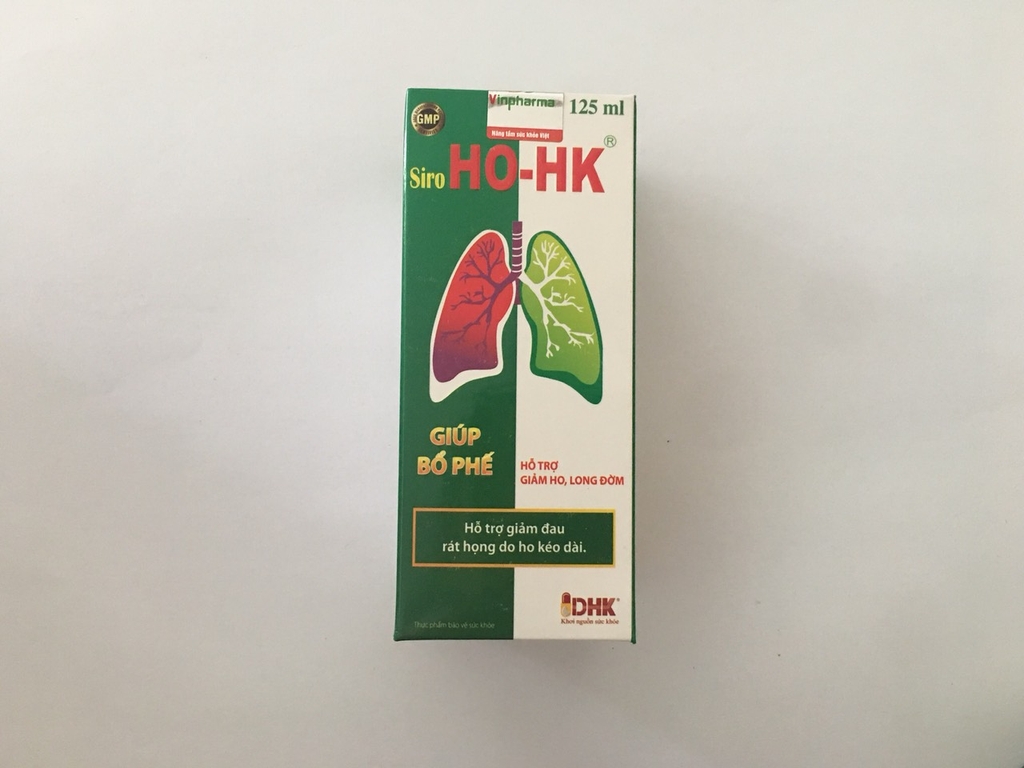 GMP
Vinpharma
Nâng tầm sức khỏe Việt
125 ml
Siro HO-HK®
GIÚP
BỔ PHẾ
HỖ TRỢ
GIẢM HO, LONG ĐỜM
Hỗ trợ giảm đau
rát họng do ho kéo dài.
DHK®
Khơi nguồn sức khỏe
Thực phẩm bảo vệ sức khỏe